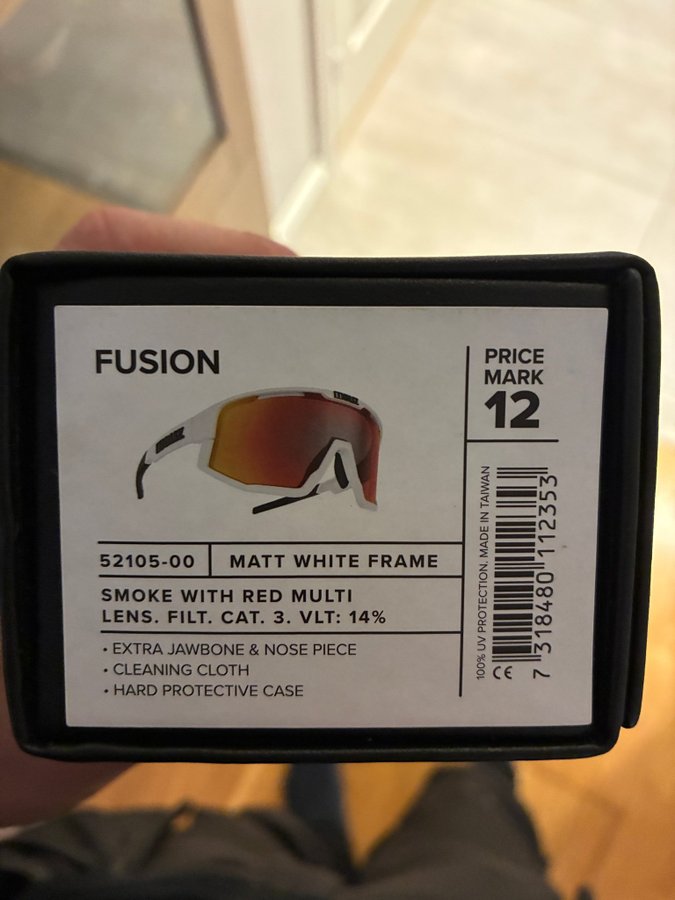 FUSION
PRICE
MARK
12
52105-00
MATT WHITE FRAME
SMOKE WITH RED MULTI
LENS. FILT. CAT. 3. VLT: 14%
• EXTRA JAWBONE & NOSE PIECE
• CLEANING CLOTH
• HARD PROTECTIVE CASE
100% UV PROTECTION. MADE IN TAIWAN
CE
7 318480 112353